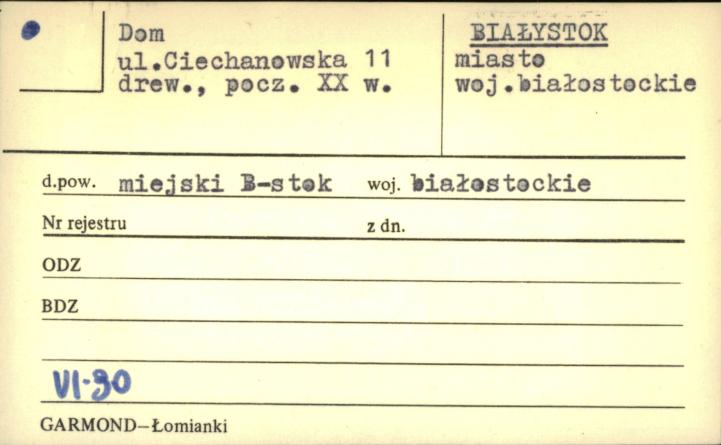 Dom
ul.Ciechanowska 11
drew., pocz. XX w.
BIAŁYSTOK
miasto
woj.białostockie
d.pow. miejski B-stok woj. białostockie
Nr rejestru z dn.
ODZ
BDZ
VI-90
GARMOND–Łomianki